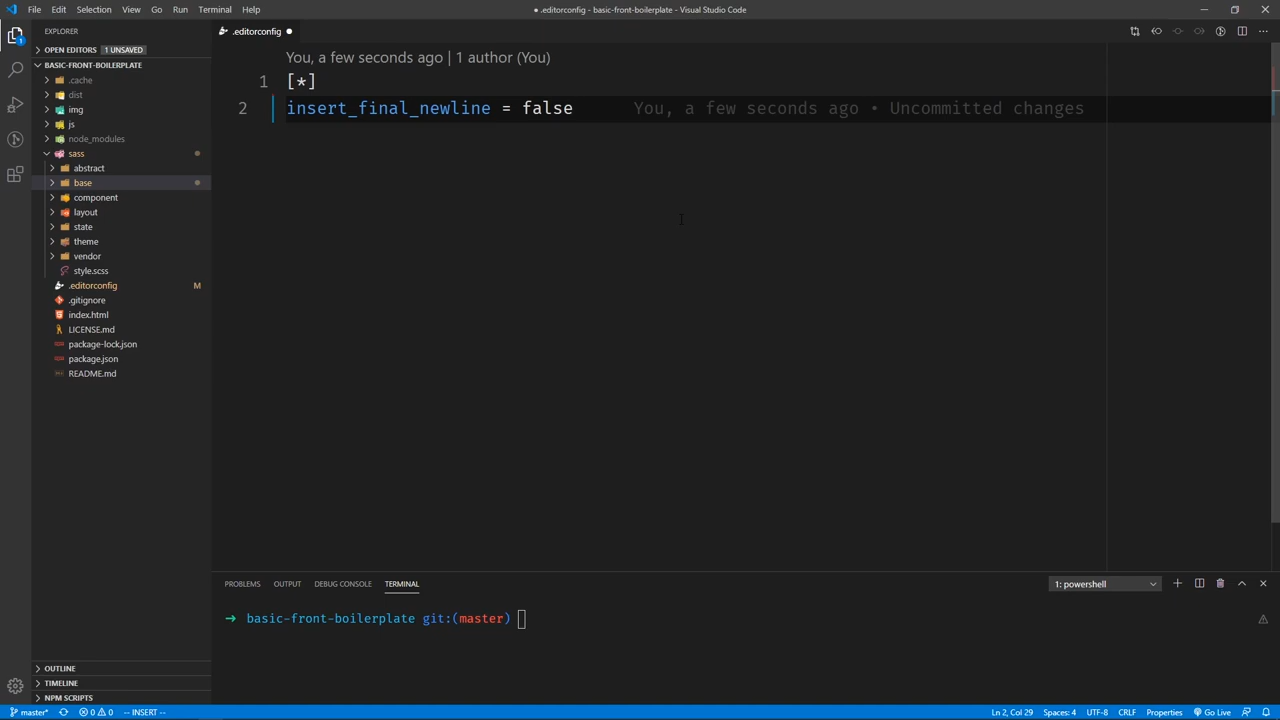 File Edit Selection View Go Run Terminal Help
● .editorconfig - basic-front-boilerplate - Visual Studio Code
EXPLORER
OPEN EDITORS 1 UNSAVED
BASIC-FRONT-BOILERPLATE
.cache
dist
img
js
node_modules
sass
abstract
base
component
layout
state
theme
vendor
style.scss
.editorconfig M
.gitignore
index.html
LICENSE.md
package-lock.json
package.json
README.md
OUTLINE
TIMELINE
NPM SCRIPTS
.editorconfig ●
You, a few seconds ago | 1 author (You)
1 [*]
2 insert_final_newline = false You, a few seconds ago • Uncommitted changes
PROBLEMS OUTPUT DEBUG CONSOLE TERMINAL 1: powershell
➜ basic-front-boilerplate git:(master)
master* 0 0 -- INSERT -- Ln 2, Col 29 Spaces: 4 UTF-8 CRLF Properties Go Live